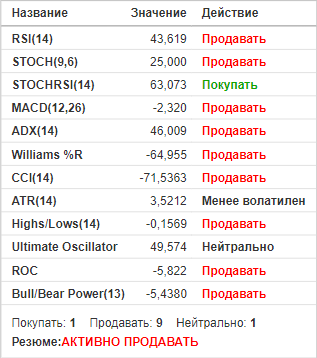 Название Значение Действие
RSI(14) 43,619 Продавать
STOCH(9,6) 25,000 Продавать
STOCHRSI(14) 63,073 Покупать
MACD(12,26) -2,320 Продавать
ADX(14) 46,009 Продавать
Williams %R -64,955 Продавать
CCI(14) -71,5363 Продавать
ATR(14) 3,5212 Менее волатилен
Highs/Lows(14) -0,1569 Продавать
Ultimate Oscillator 49,574 Нейтрально
ROC -5,822 Продавать
Bull/Bear Power(13) -5,4380 Продавать
Покупать: 1 Продавать: 9 Нейтрально: 1
Резюме:АКТИВНО ПРОДАВАТЬ